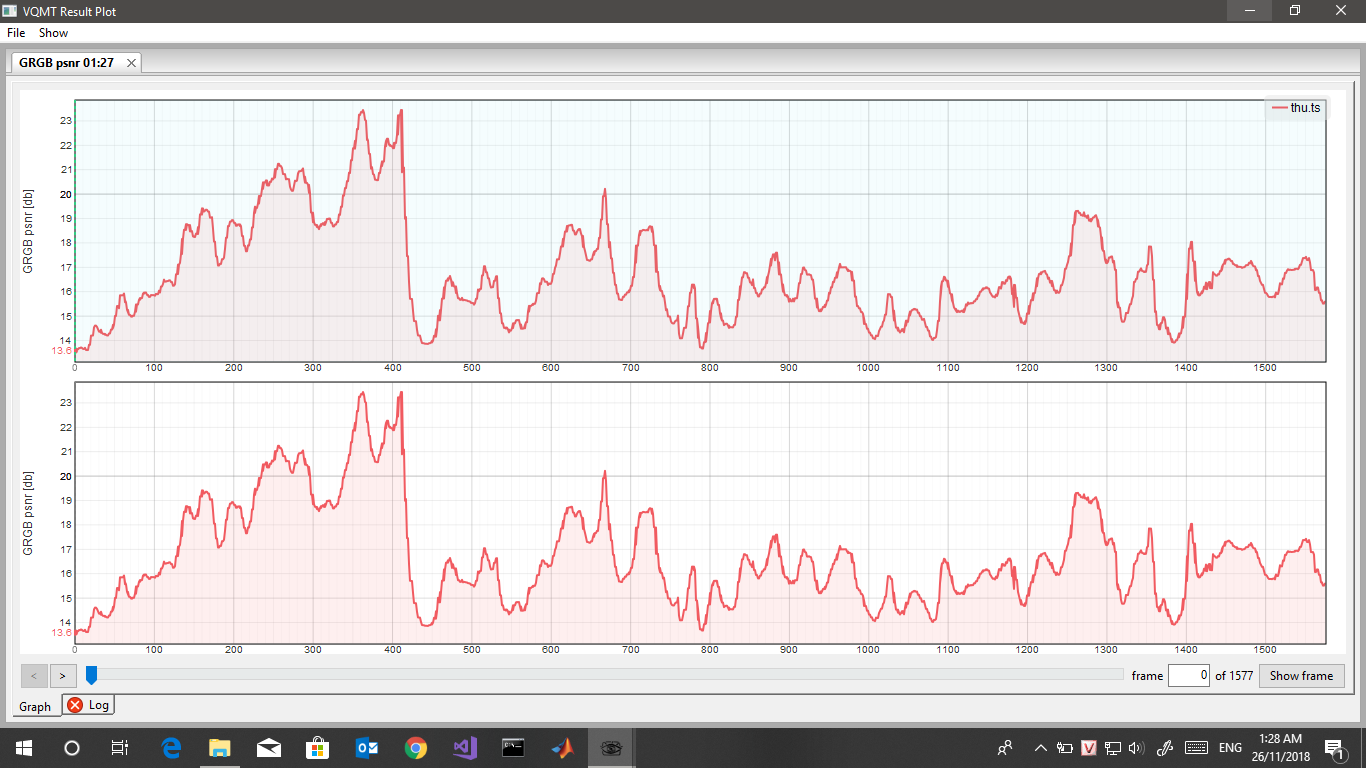 VQMT Result Plot
File Show
GRGB psnr 01:27
thu.ts
GRGB psnr [db]
23
22
21
20
19
18
17
16
15
14
13.6
0 100 200 300 400 500 600 700 800 900 1000 1100 1200 1300 1400 1500
GRGB psnr [db]
23
22
21
20
19
18
17
16
15
14
13.6
0 100 200 300 400 500 600 700 800 900 1000 1100 1200 1300 1400 1500
< > frame 0 of 1577 Show frame
Graph Log
ENG
1:28 AM
26/11/2018
1